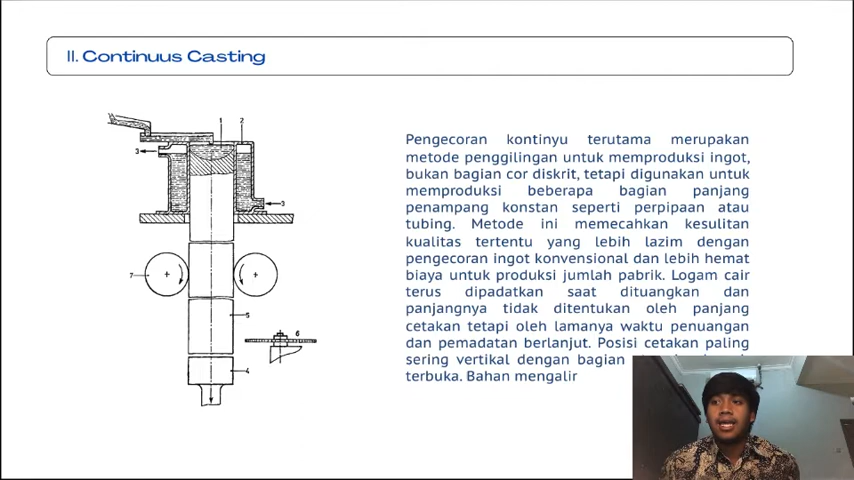 II. Continuus Casting
1
2
3
3
7
5
6
4
Pengecoran kontinyu terutama merupakan
metode penggilingan untuk memproduksi ingot,
bukan bagian cor diskrit, tetapi digunakan untuk
memproduksi beberapa bagian panjang
penampang konstan seperti perpipaan atau
tubing. Metode ini memecahkan kesulitan
kualitas tertentu yang lebih lazim dengan
pengecoran ingot konvensional dan lebih hemat
biaya untuk produksi jumlah pabrik. Logam cair
terus dipadatkan saat dituangkan dan
panjangnya tidak ditentukan oleh panjang
cetakan tetapi oleh lamanya waktu penuangan
dan pemadatan berlanjut. Posisi cetakan paling
sering vertikal dengan bagian
terbuka. Bahan mengalir